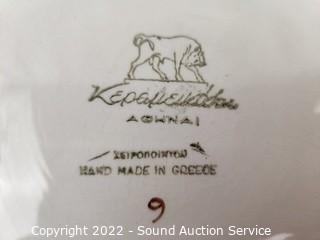 Κεραμεικός
ΑΘΗΝΑΙ
ΧΕΙΡΟΠΟΙΗΤΟΝ
HAND MADE IN GREECE
9
Copyright 2022 - Sound Auction Service